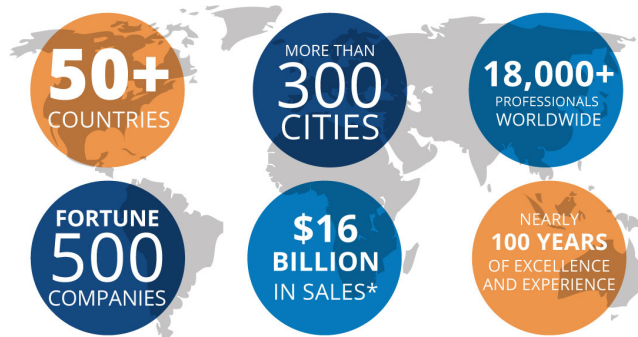 50+
COUNTRIES
MORE THAN
300
CITIES
18,000+
PROFESSIONALS
WORLDWIDE
FORTUNE
500
COMPANIES
$16
BILLION
IN SALES*
NEARLY
100 YEARS
OF EXCELLENCE
AND EXPERIENCE